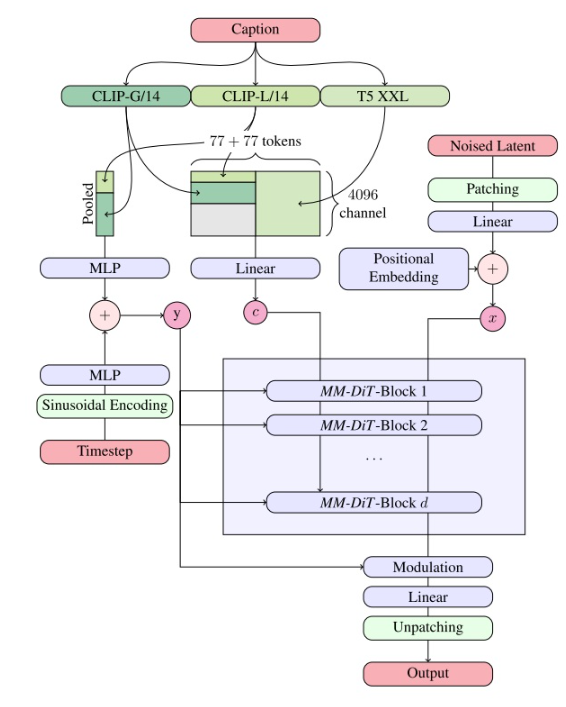 Caption
CLIP-G/14
CLIP-L/14
T5 XXL
77 + 77 tokens
Pooled
4096
channel
Noised Latent
Patching
Linear
Positional
Embedding
+
x
MLP
Linear
+
y
c
MLP
Sinusoidal Encoding
Timestep
MM-DiT-Block 1
MM-DiT-Block 2
...
MM-DiT-Block d
Modulation
Linear
Unpatching
Output